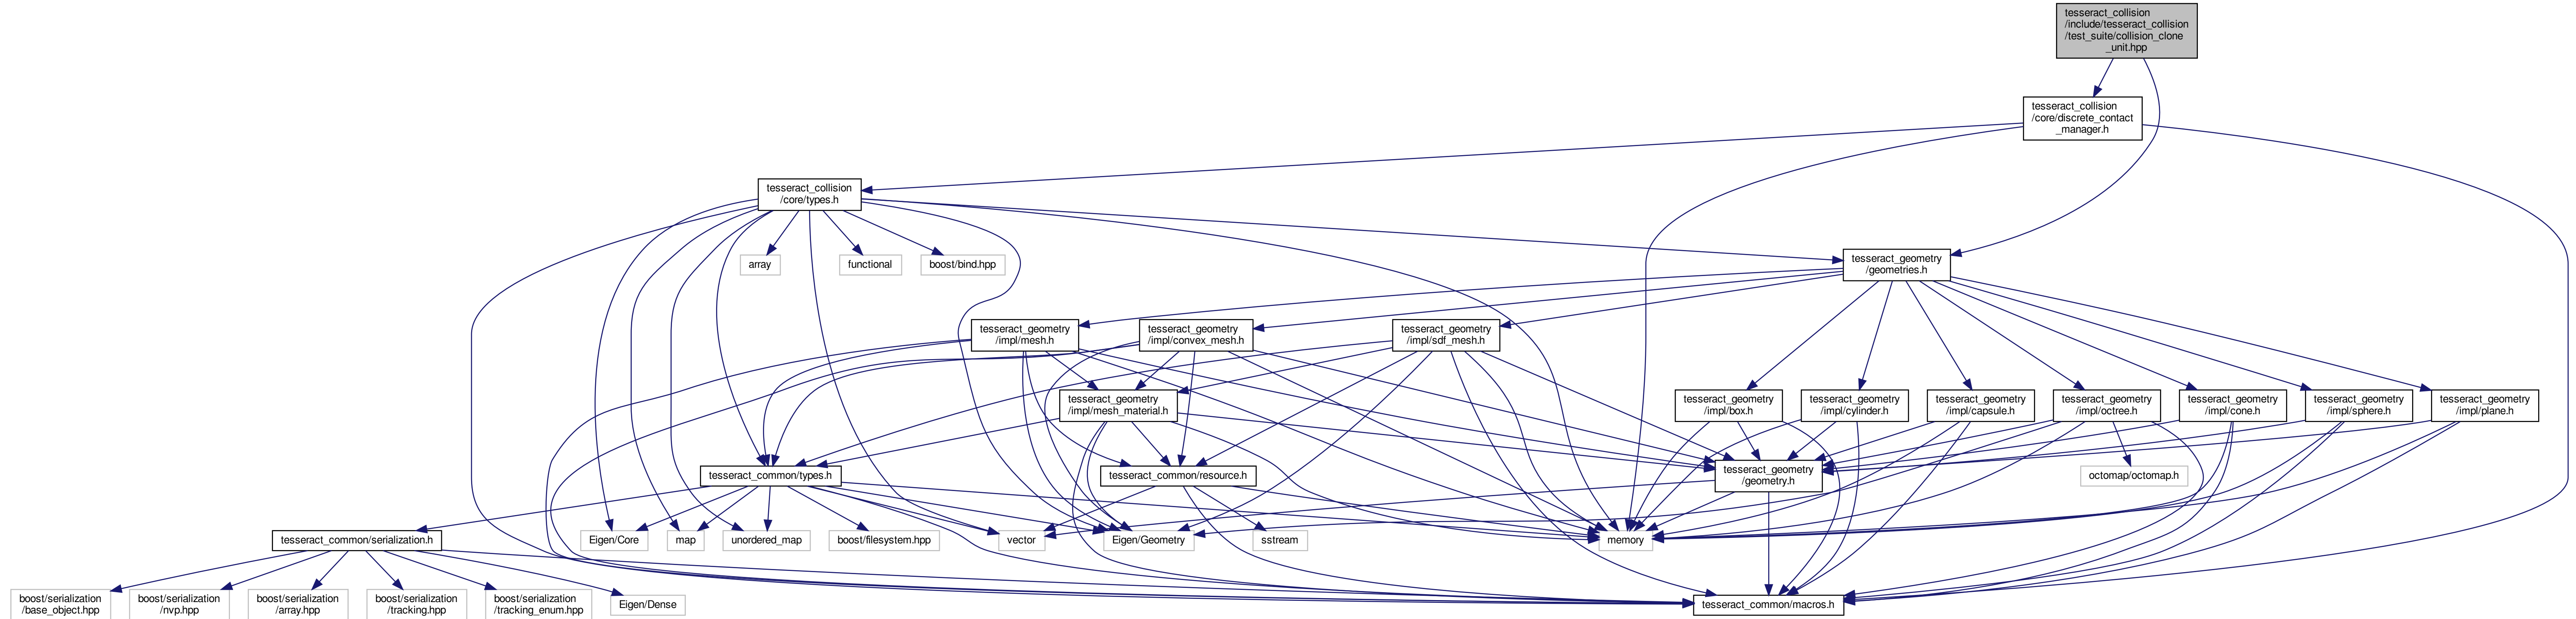 tesseract_collision
/include/tesseract_collision
/test_suite/collision_clone
_unit.hpp
tesseract_collision
/core/discrete_contact
_manager.h
tesseract_collision
/core/types.h
array
functional
boost/bind.hpp
tesseract_geometry
/geometries.h
tesseract_geometry
/impl/mesh.h
tesseract_geometry
/impl/convex_mesh.h
tesseract_geometry
/impl/sdf_mesh.h
tesseract_geometry
/impl/mesh_material.h
tesseract_geometry
/impl/box.h
tesseract_geometry
/impl/cylinder.h
tesseract_geometry
/impl/capsule.h
tesseract_geometry
/impl/octree.h
tesseract_geometry
/impl/cone.h
tesseract_geometry
/impl/sphere.h
tesseract_geometry
/impl/plane.h
tesseract_common/types.h
tesseract_common/resource.h
tesseract_geometry
/geometry.h
octomap/octomap.h
tesseract_common/serialization.h
Eigen/Core
map
unordered_map
boost/filesystem.hpp
vector
Eigen/Geometry
sstream
memory
boost/serialization
/base_object.hpp
boost/serialization
/nvp.hpp
boost/serialization
/array.hpp
boost/serialization
/tracking.hpp
boost/serialization
/tracking_enum.hpp
Eigen/Dense
tesseract_common/macros.h